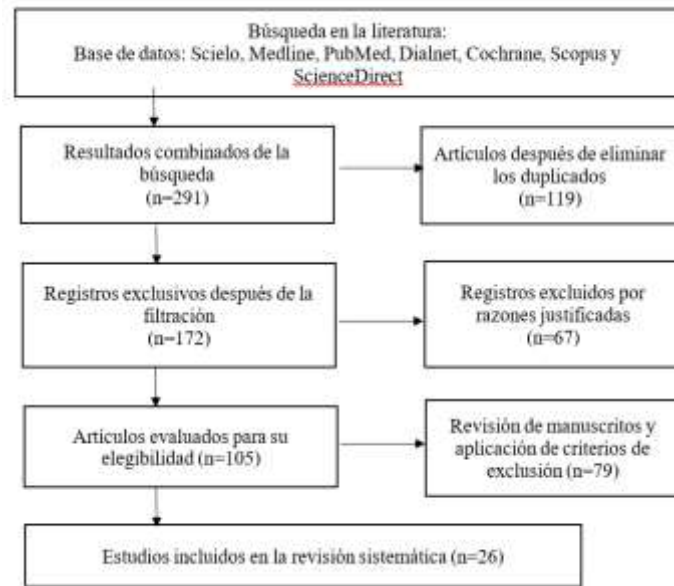 Búsqueda en la literatura:
Base de datos: Scielo, Medline, PubMed, Dialnet, Cochrane, Scopus y
ScienceDirect
Resultados combinados de la
búsqueda
(n=291)
Artículos después de eliminar
los duplicados
(n=119)
Registros exclusivos después de la
filtración
(n=172)
Registros excluidos por
razones justificadas
(n=67)
Artículos evaluados para su
elegibilidad (n=105)
Revisión de manuscritos y
aplicación de criterios de
exclusión (n=79)
Estudios incluidos en la revisión sistemática (n=26)